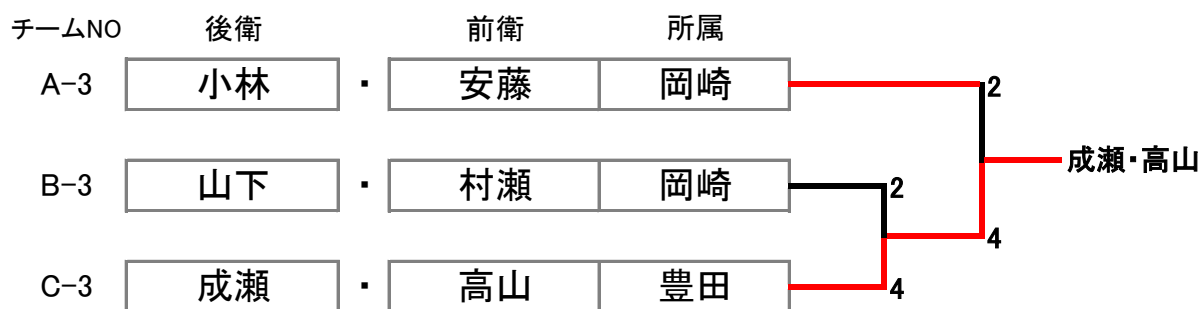 チームNO 後衛 前衛 所属
A-3 小林 ・ 安藤 岡崎 2
成瀬・高山
B-3 山下 ・ 村瀬 岡崎 2
4
C-3 成瀬 ・ 高山 豊田 4